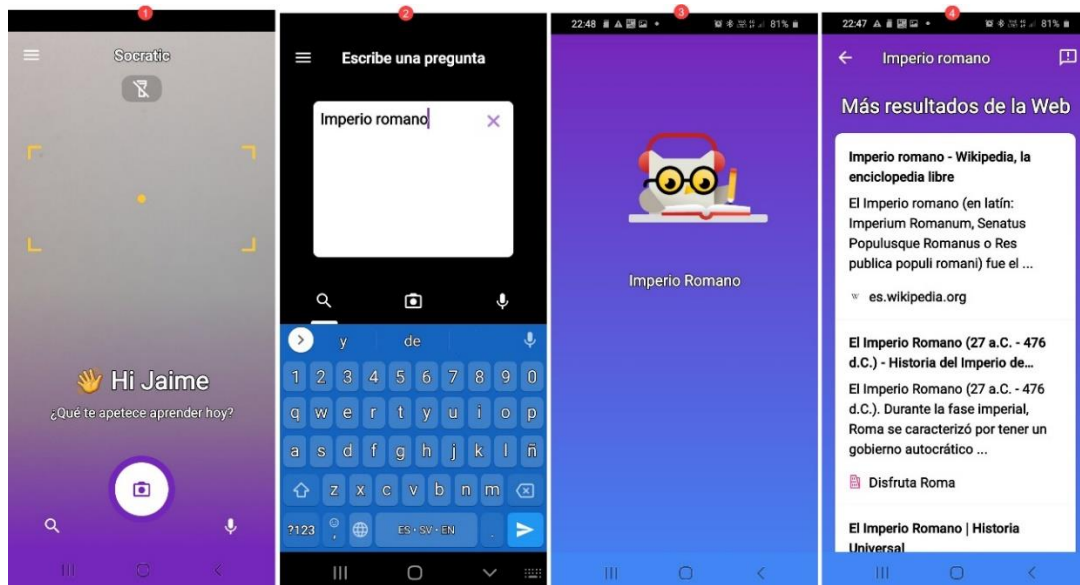 1
Socratic
Hi Jaime
¿Qué te apetece aprender hoy?
2
Escribe una pregunta
Imperio romano
y de
1 2 3 4 5 6 7 8 9 0
q w e r t y u i o p
a s d f g h j k l ñ
z x c v b n m
?123 , ES · SV · EN .
3
22:48 81%
Imperio Romano
4
22:47 81%
Imperio romano
Más resultados de la Web
Imperio romano - Wikipedia, la
enciclopedia libre
El Imperio romano (en latín:
Imperium Romanum, Senatus
Populusque Romanus o Res
publica populi romani) fue el ...
W es.wikipedia.org
El Imperio Romano (27 a.C. - 476
d.C.) - Historia del Imperio de...
El Imperio Romano (27 a.C. - 476
d.C.). Durante la fase imperial,
Roma se caracterizó por tener un
gobierno autocrático ...
Disfruta Roma
El Imperio Romano | Historia
Universal